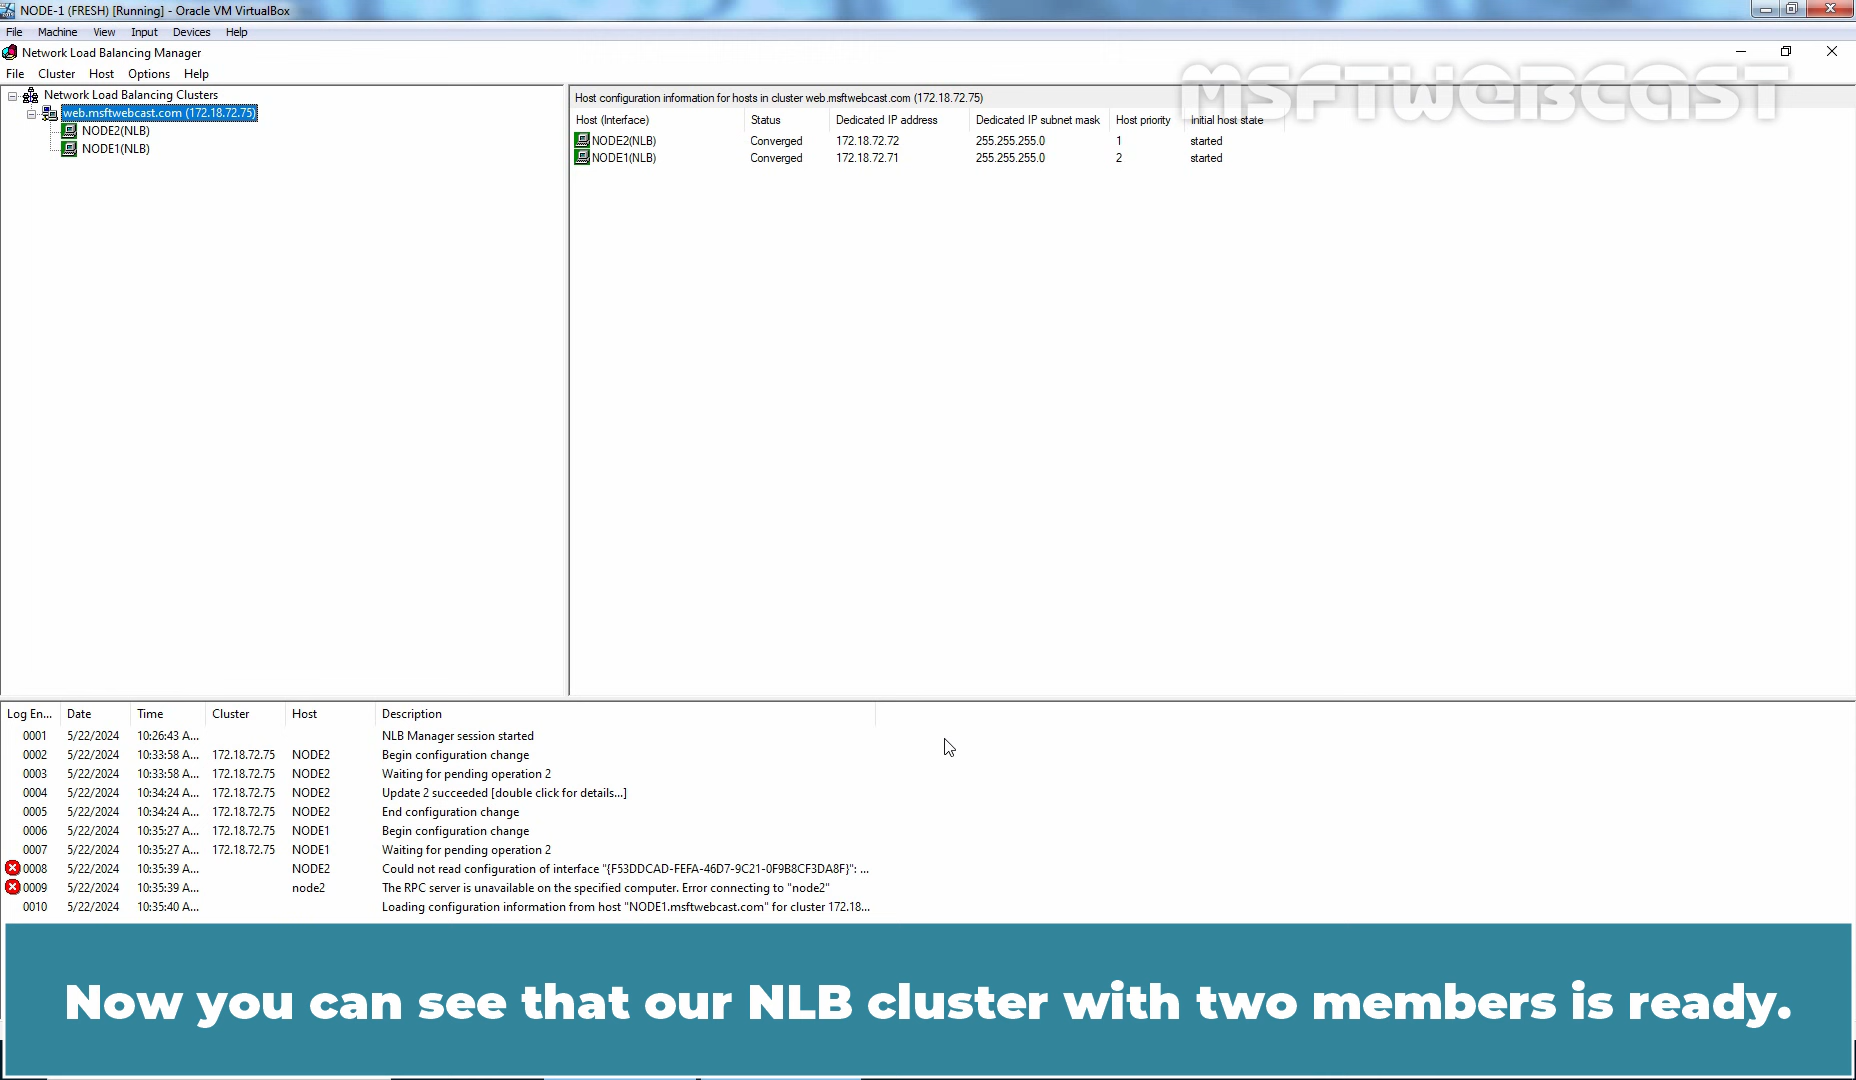 NODE-1 (FRESH) [Running] - Oracle VM VirtualBox
File Machine View Input Devices Help
Network Load Balancing Manager
File Cluster Host Options Help
MSFTWEBCAST
Network Load Balancing Clusters
web.msftwebcast.com (172.18.72.75)
NODE2(NLB)
NODE1(NLB)
Host configuration information for hosts in cluster web.msftwebcast.com (172.18.72.75)
Host (Interface) Status Dedicated IP address Dedicated IP subnet mask Host priority Initial host state
NODE2(NLB) Converged 172.18.72.72 255.255.255.0 1 started
NODE1(NLB) Converged 172.18.72.71 255.255.255.0 2 started
Log En... Date Time Cluster Host Description
0001 5/22/2024 10:26:43 A... NLB Manager session started
0002 5/22/2024 10:33:58 A... 172.18.72.75 NODE2 Begin configuration change
0003 5/22/2024 10:33:58 A... 172.18.72.75 NODE2 Waiting for pending operation 2
0004 5/22/2024 10:34:24 A... 172.18.72.75 NODE2 Update 2 succeeded [double click for details...]
0005 5/22/2024 10:34:24 A... 172.18.72.75 NODE2 End configuration change
0006 5/22/2024 10:35:27 A... 172.18.72.75 NODE1 Begin configuration change
0007 5/22/2024 10:35:27 A... 172.18.72.75 NODE1 Waiting for pending operation 2
0008 5/22/2024 10:35:39 A... NODE2 Could not read configuration of interface "{F53DDCAD-FEFA-46D7-9C21-0F9B8CF3DA8F}": ...
0009 5/22/2024 10:35:39 A... node2 The RPC server is unavailable on the specified computer. Error connecting to "node2"
0010 5/22/2024 10:35:40 A... Loading configuration information from host "NODE1.msftwebcast.com" for cluster 172.18...
Now you can see that our NLB cluster with two members is ready.